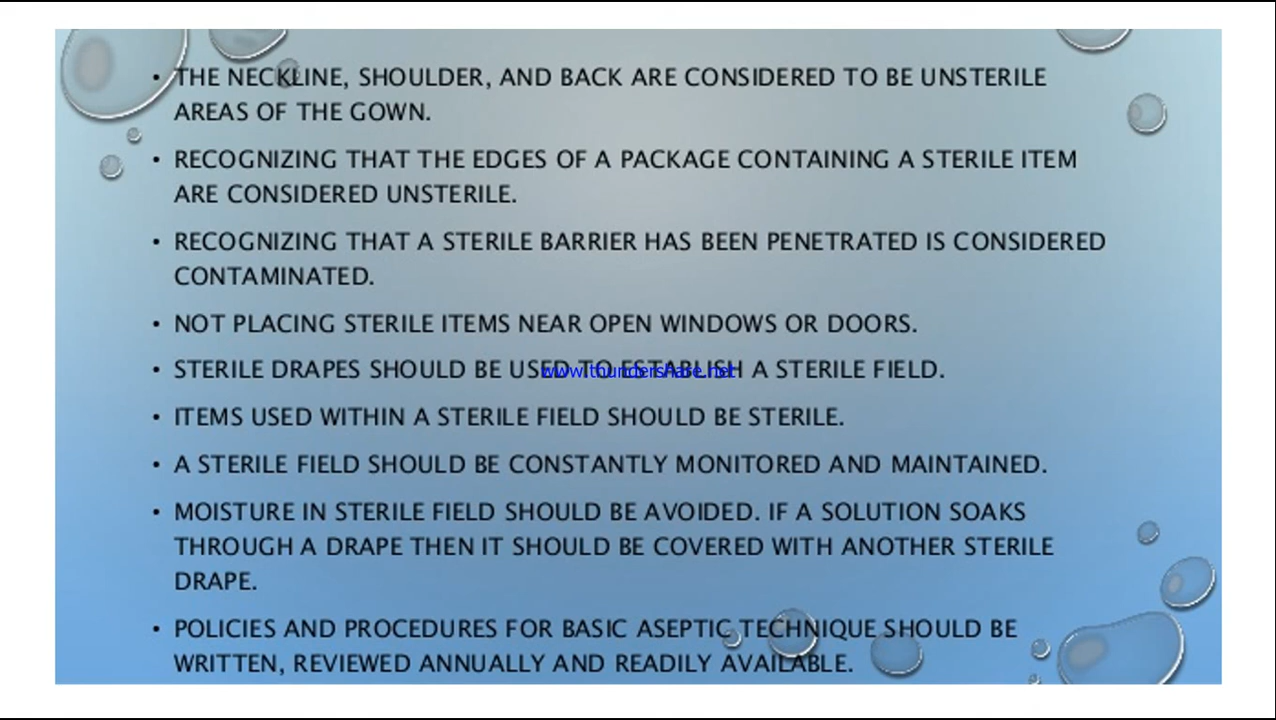 • THE NECKLINE, SHOULDER, AND BACK ARE CONSIDERED TO BE UNSTERILE
AREAS OF THE GOWN.
• RECOGNIZING THAT THE EDGES OF A PACKAGE CONTAINING A STERILE ITEM
ARE CONSIDERED UNSTERILE.
• RECOGNIZING THAT A STERILE BARRIER HAS BEEN PENETRATED IS CONSIDERED
CONTAMINATED.
• NOT PLACING STERILE ITEMS NEAR OPEN WINDOWS OR DOORS.
• STERILE DRAPES SHOULD BE USED TO ESTABLISH A STERILE FIELD.
www.thundershare.net
• ITEMS USED WITHIN A STERILE FIELD SHOULD BE STERILE.
• A STERILE FIELD SHOULD BE CONSTANTLY MONITORED AND MAINTAINED.
• MOISTURE IN STERILE FIELD SHOULD BE AVOIDED. IF A SOLUTION SOAKS
THROUGH A DRAPE THEN IT SHOULD BE COVERED WITH ANOTHER STERILE
DRAPE.
• POLICIES AND PROCEDURES FOR BASIC ASEPTIC TECHNIQUE SHOULD BE
WRITTEN, REVIEWED ANNUALLY AND READILY AVAILABLE.